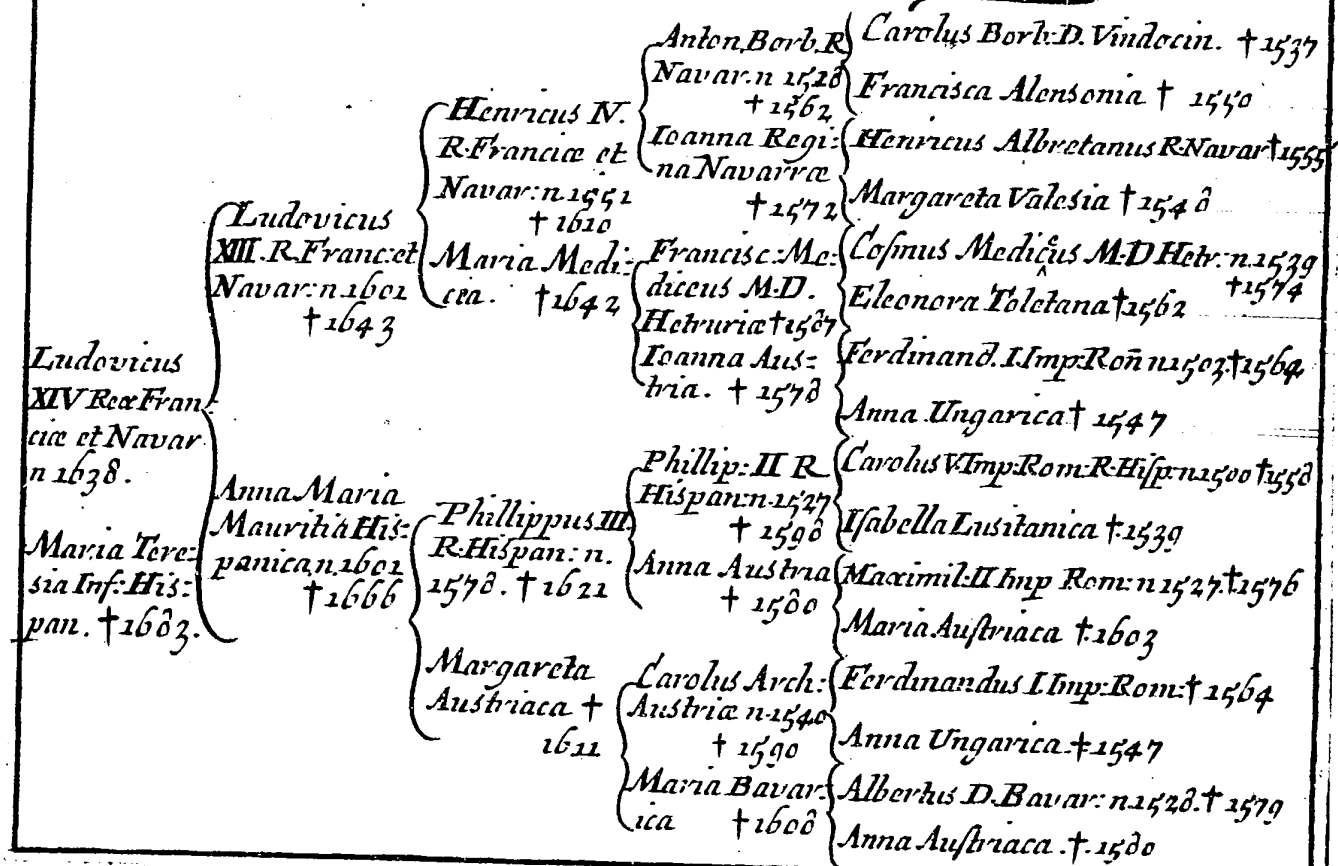 Ludovicus
XIV Rex Fran-
ciæ et Navar.
n 1638.
Maria Tere=
sia Inf: His=
pan. †1683.
Ludovicus
XIII. R. Franc: et
Navar: n. 1601
†1643
Anna Maria
Mauritia His=
panica n. 1601
†1666
Henricus IV.
R. Franciæ et
Navar: n. 1551
†1610
Maria Medi=
cea. †1642
Phillippus III.
R. Hispan: n.
1578. †1621
Margareta
Austriaca †
1611
Anton. Borb. R
Navar. n 1518
†1562
Ioanna Regi=
na Navarræ
†1572
Francisc: Me=
diceus M.D.
Hetruriæ †1587
Ioanna Aus=
tria. †1578
Phillip: II R
Hispan: n. 1527
†1598
Anna Austria
†1580
Carolus Arch:
Austriæ n. 1540
†1590
Maria Bavar=
ica †1608
Carolus Borb: D. Vindocin. †1537
Francisca Alensonia † 1550
Henricus Albretanus R. Navar †1555
Margareta Valesia †1548
Cosmus Medicеus M.D Hetr: n. 1539
†1574
Eleonora Toletana †1562
Ferdinand. I. Imp: Rom̄ n 1503. †1564
Anna Ungarica † 1547
Carolus V. Imp: Rom: R. Hisp: n 1500 †1558
Isabella Lusitanica †. 1539
Maximil: II Imp Rom: n 1527. †1576
Maria Austriaca †. 1603
Ferdinandus I Imp: Rom: † 1564
Anna Ungarica. †. 1547
Albertus D. Bavar: n. 1528. † 1579
Anna Austriaca. †. 1580